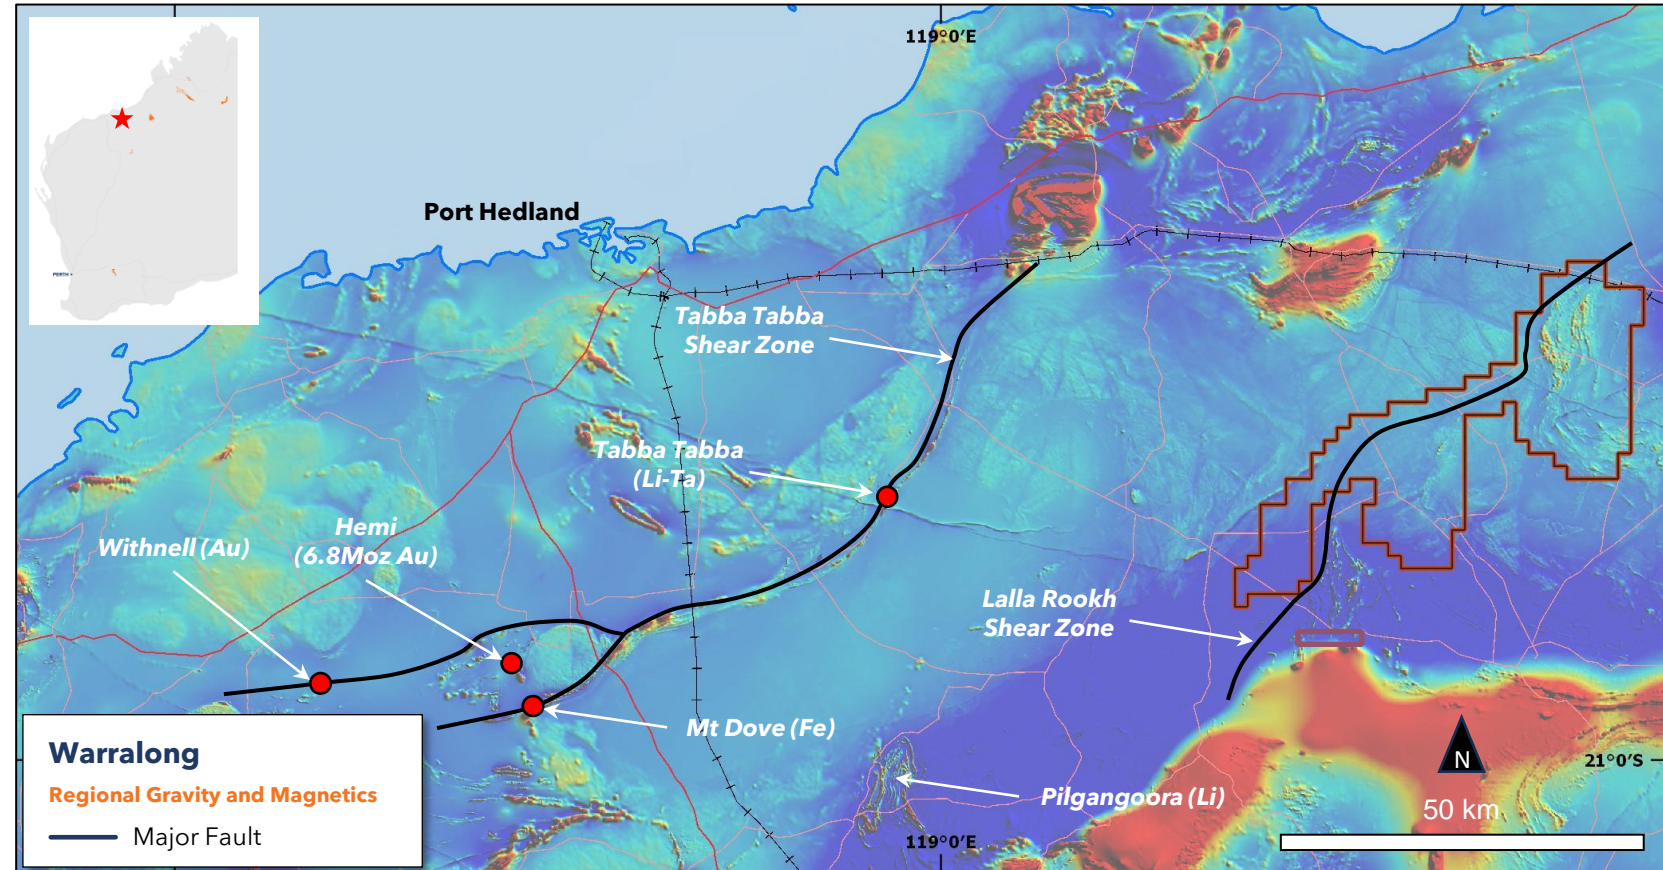 119°0'E
PERTH
Port Hedland
Tabba Tabba
Shear Zone
Tabba Tabba
(Li-Ta)
Hemi
(6.8Moz Au)
Withnell (Au)
Lalla Rookh
Shear Zone
Mt Dove (Fe)
Pilgangoora (Li)
N
21°0'S
50 km
119°0'E
Warralong
Regional Gravity and Magnetics
Major Fault